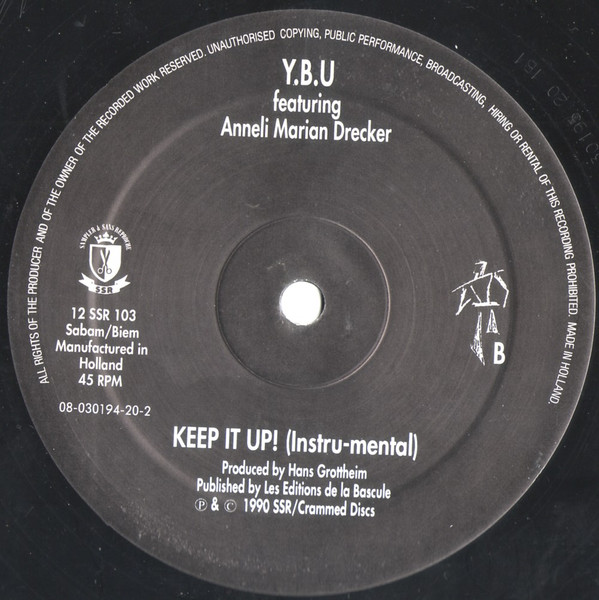 ALL RIGHTS OF THE PRODUCER AND OF THE OWNER OF THE RECORDED WORK RESERVED. UNAUTHORISED COPYING, PUBLIC PERFORMANCE, BROADCASTING, HIRING OR RENTAL OF THIS RECORDING PROHIBITED. MADE IN HOLLAND.
Y.B.U
featuring
Anneli Marian Drecker
SAMPLER & SANS REPROCHE
SSR
12 SSR 103
Sabam/Biem
Manufactured in
Holland
45 RPM
08-030194-20-2
B
KEEP IT UP! (Instru-mental)
Produced by Hans Grottheim
Published by Les Editions de la Bascule
℗ & © 1990 SSR/Crammed Discs